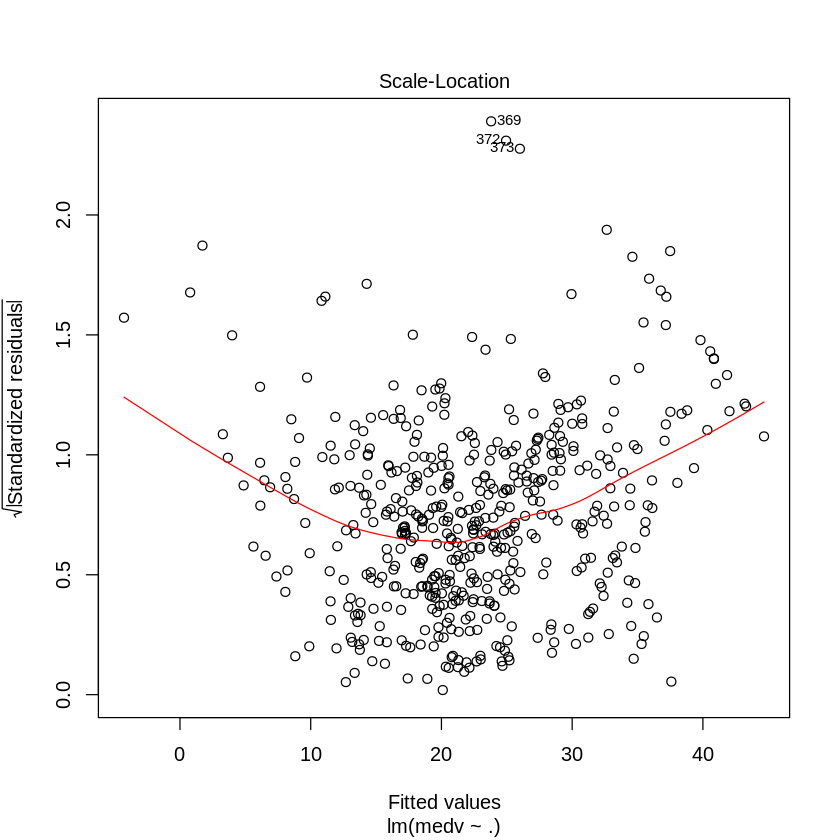 Scale-Location
369
372
373
2.0
1.5
1.0
0.5
0.0
√|Standardized residuals|
0 10 20 30 40
Fitted values
lm(medv ~ .)